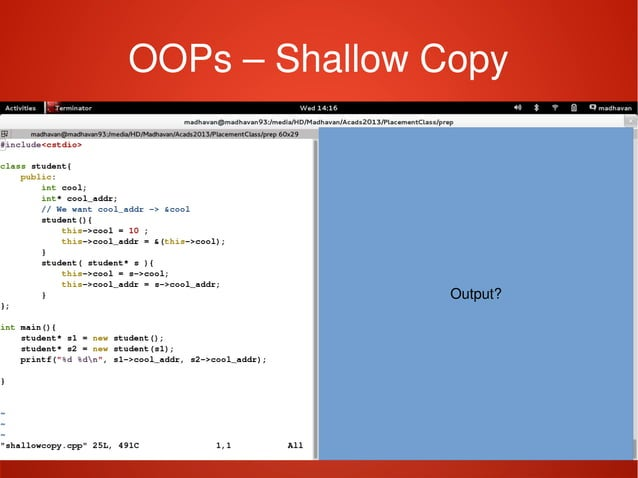 OOPs – Shallow Copy
Activities Terminator Wed 14:16 madhavan
madhavan@madhavan93:/media/HD/Madhavan/Acads2013/PlacementClass/prep
madhavan@madhavan93:/media/HD/Madhavan/Acads2013/PlacementClass/prep 60x29
#include<cstdio>
class student{
public:
int cool;
int* cool_addr;
// We want cool_addr -> &cool
student(){
this->cool = 10 ;
this->cool_addr = &(this->cool);
}
student( student* s ){
this->cool = s->cool;
this->cool_addr = s->cool_addr;
}
};
int main(){
student* s1 = new student();
student* s2 = new student(s1);
printf("%d %d\n", s1->cool_addr, s2->cool_addr);
}
~
~
~
"shallowcopy.cpp" 25L, 491C 1,1 All
Output?